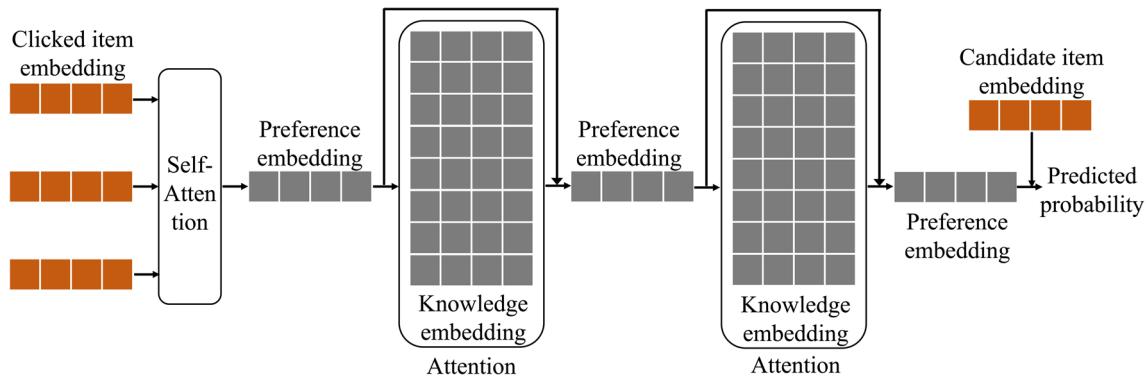 Clicked item
embedding
Self-
Atten
tion
Preference
embedding
Knowledge
embedding
Attention
Preference
embedding
Knowledge
embedding
Attention
Candidate item
embedding
Preference
embedding
Predicted
probability